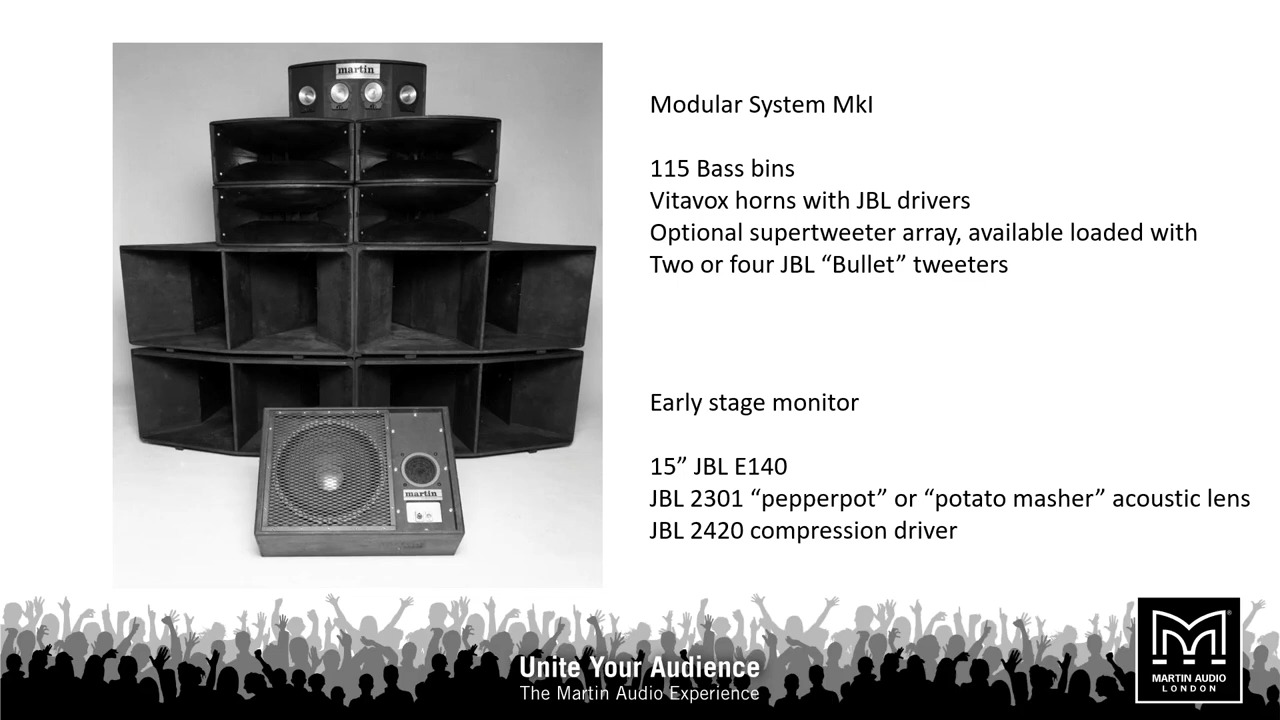 martin
martin
Modular System MkI
115 Bass bins
Vitavox horns with JBL drivers
Optional supertweeter array, available loaded with
Two or four JBL “Bullet” tweeters
Early stage monitor
15” JBL E140
JBL 2301 “pepperpot” or “potato masher” acoustic lens
JBL 2420 compression driver
Unite Your Audience
The Martin Audio Experience
MARTIN AUDIO
LONDON